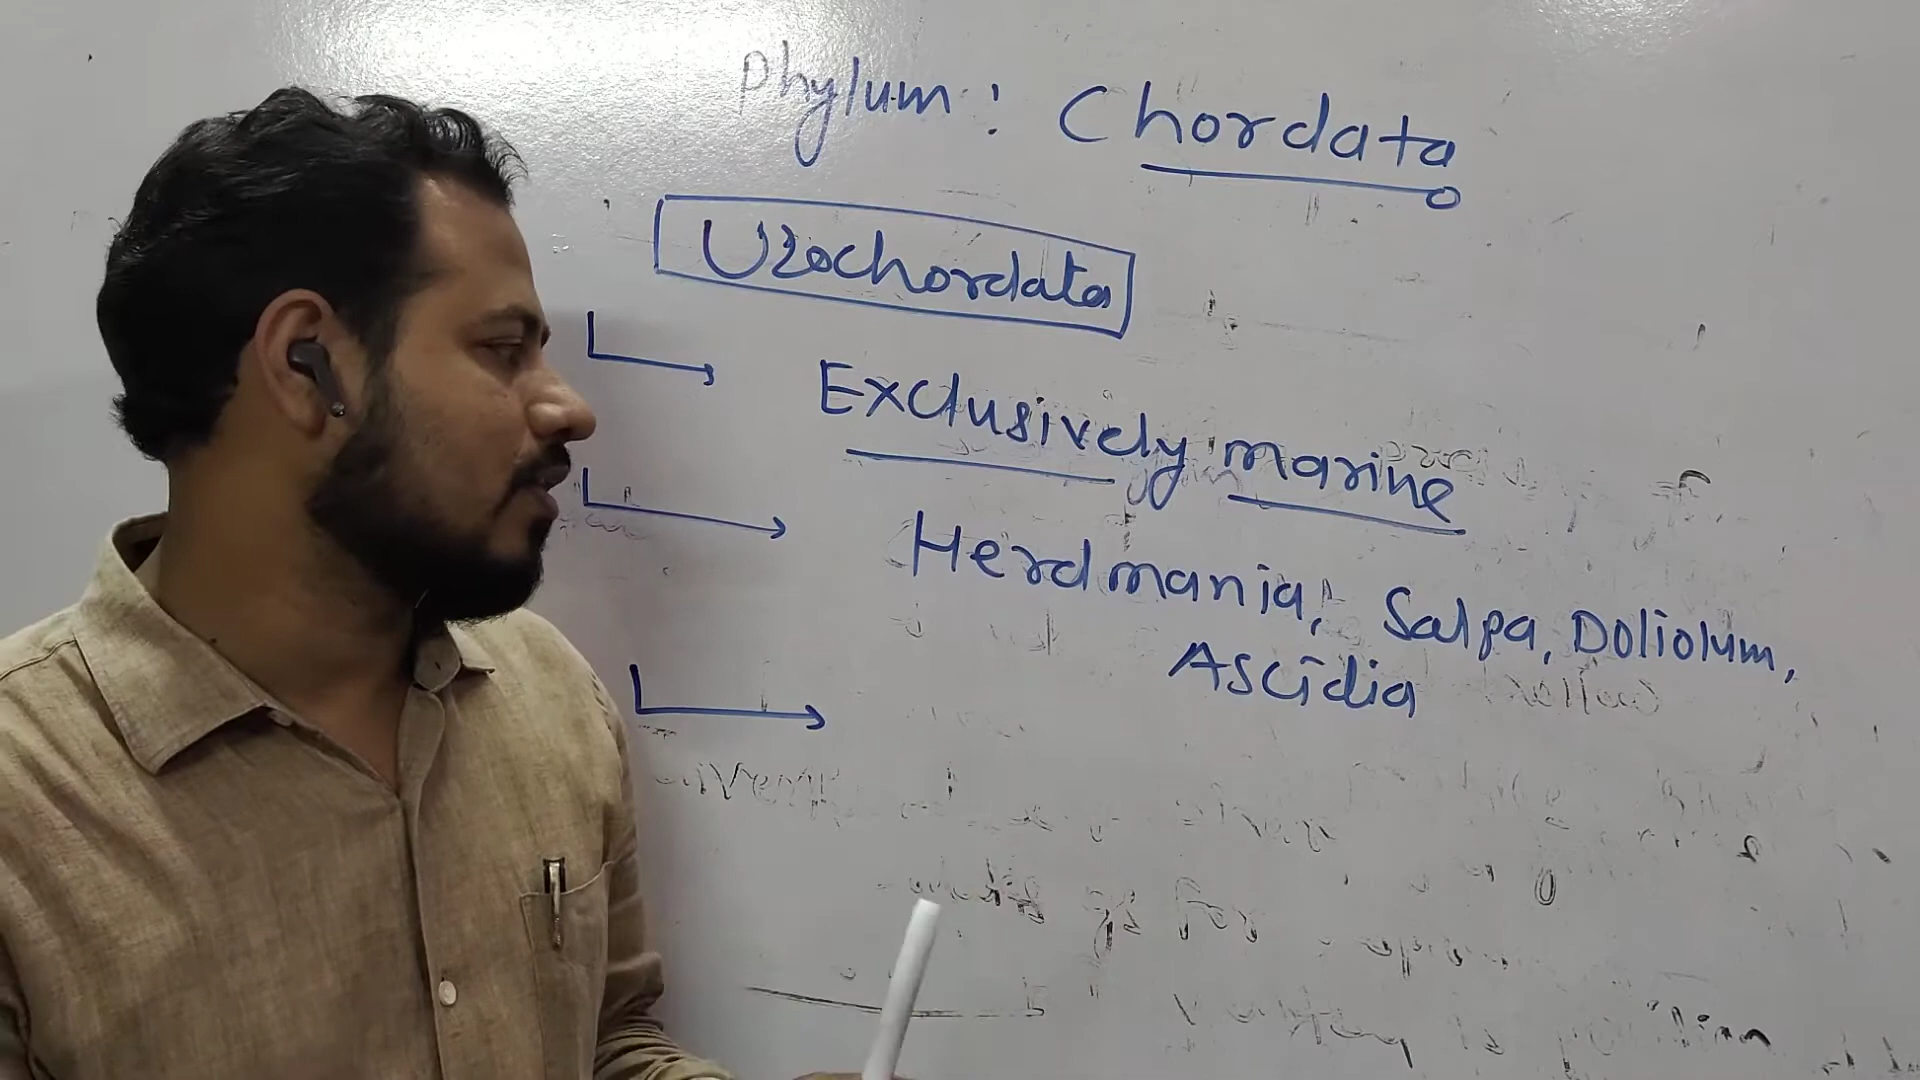 Phylum: Chordata
Urochordata
Exclusively marine
Herdmania, Salpa, Doliolum,
Ascidia